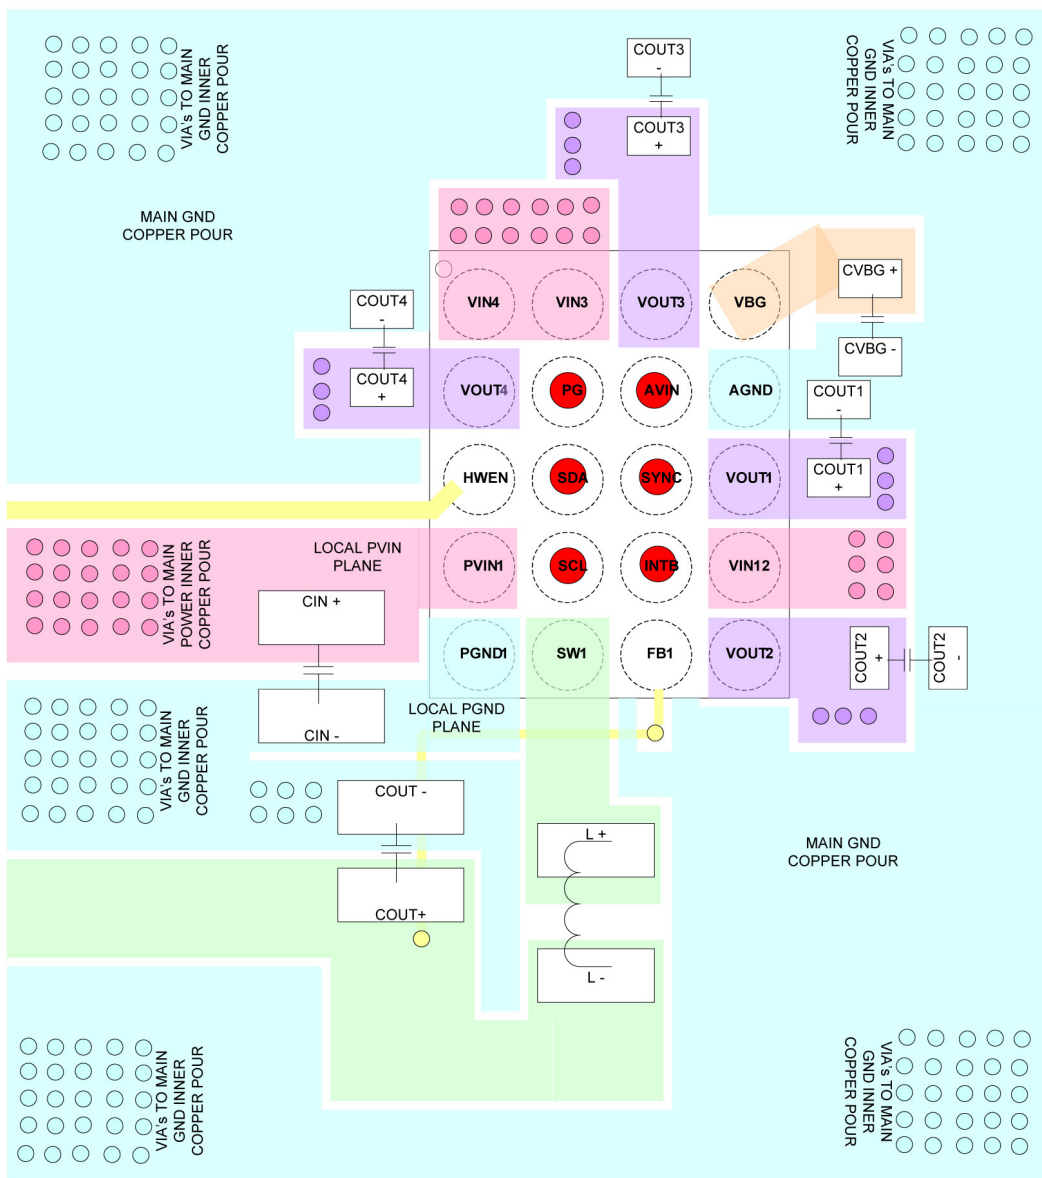 COUT3
-
VIA's TO MAIN
GND INNER
COPPER POUR
VIA's TO MAIN
GND INNER
COPPER POUR
COUT3
+
MAIN GND
COPPER POUR
CVBG +
COUT4
-
VIN4
VIN3
VOUT3
VBG
CVBG -
COUT4
+
VOUT4
PG
AVIN
AGND
COUT1
-
COUT1
+
HWEN
SDA
SYNC
VOUT1
LOCAL PVIN
PLANE
VIA's TO MAIN
POWER INNER
COPPER POUR
PVIN1
SCL
INTB
VIN12
CIN +
PGND1
SW1
FB1
VOUT2
COUT2
+
COUT2
-
LOCAL PGND
PLANE
CIN -
VIA's TO MAIN
GND INNER
COPPER POUR
COUT -
L +
MAIN GND
COPPER POUR
COUT+
L -
VIA's TO MAIN
GND INNER
COPPER POUR
VIA's TO MAIN
GND INNER
COPPER POUR